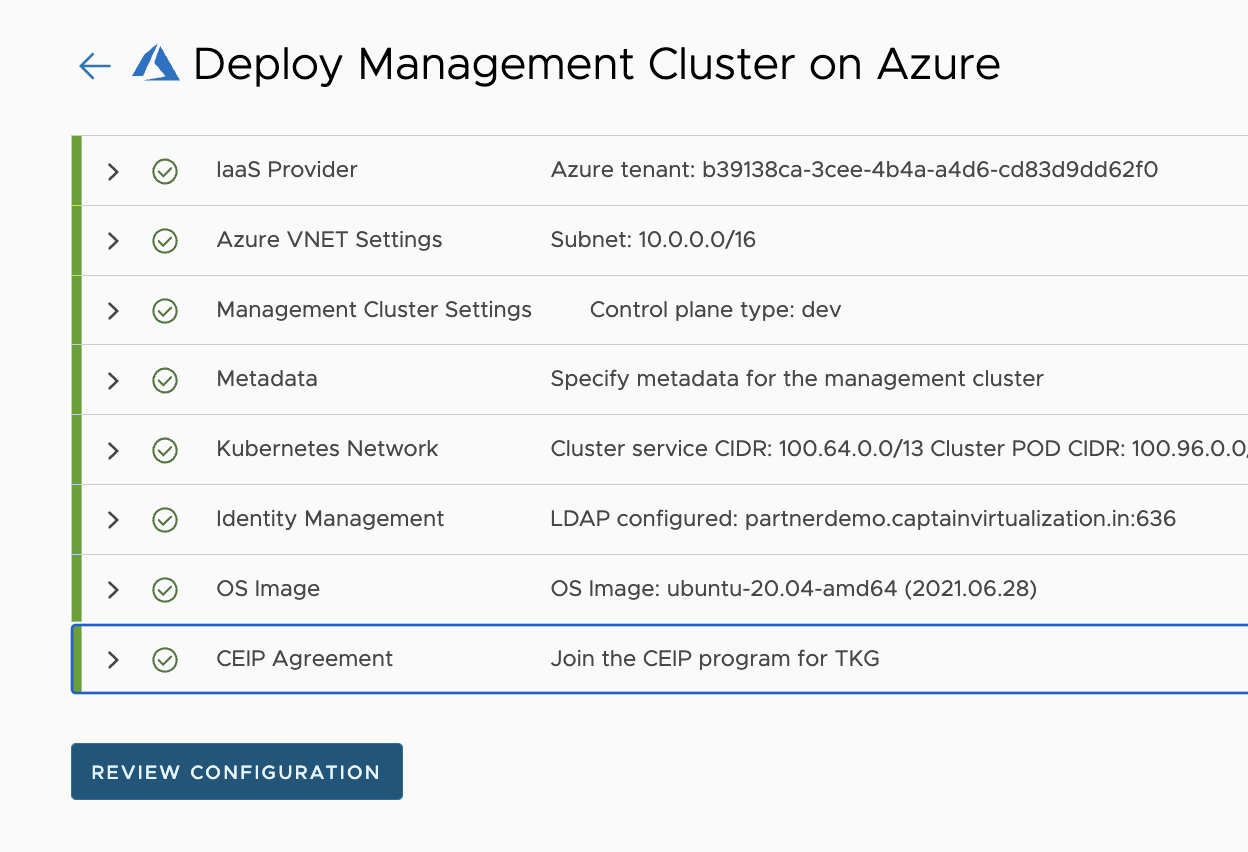 Deploy Management Cluster on Azure
IaaS Provider Azure tenant: b39138ca-3cee-4b4a-a4d6-cd83d9dd62f0
Azure VNET Settings Subnet: 10.0.0.0/16
Management Cluster Settings Control plane type: dev
Metadata Specify metadata for the management cluster
Kubernetes Network Cluster service CIDR: 100.64.0.0/13 Cluster POD CIDR: 100.96.0.0/
Identity Management LDAP configured: partnerdemo.captainvirtualization.in:636
OS Image OS Image: ubuntu-20.04-amd64 (2021.06.28)
CEIP Agreement Join the CEIP program for TKG
REVIEW CONFIGURATION